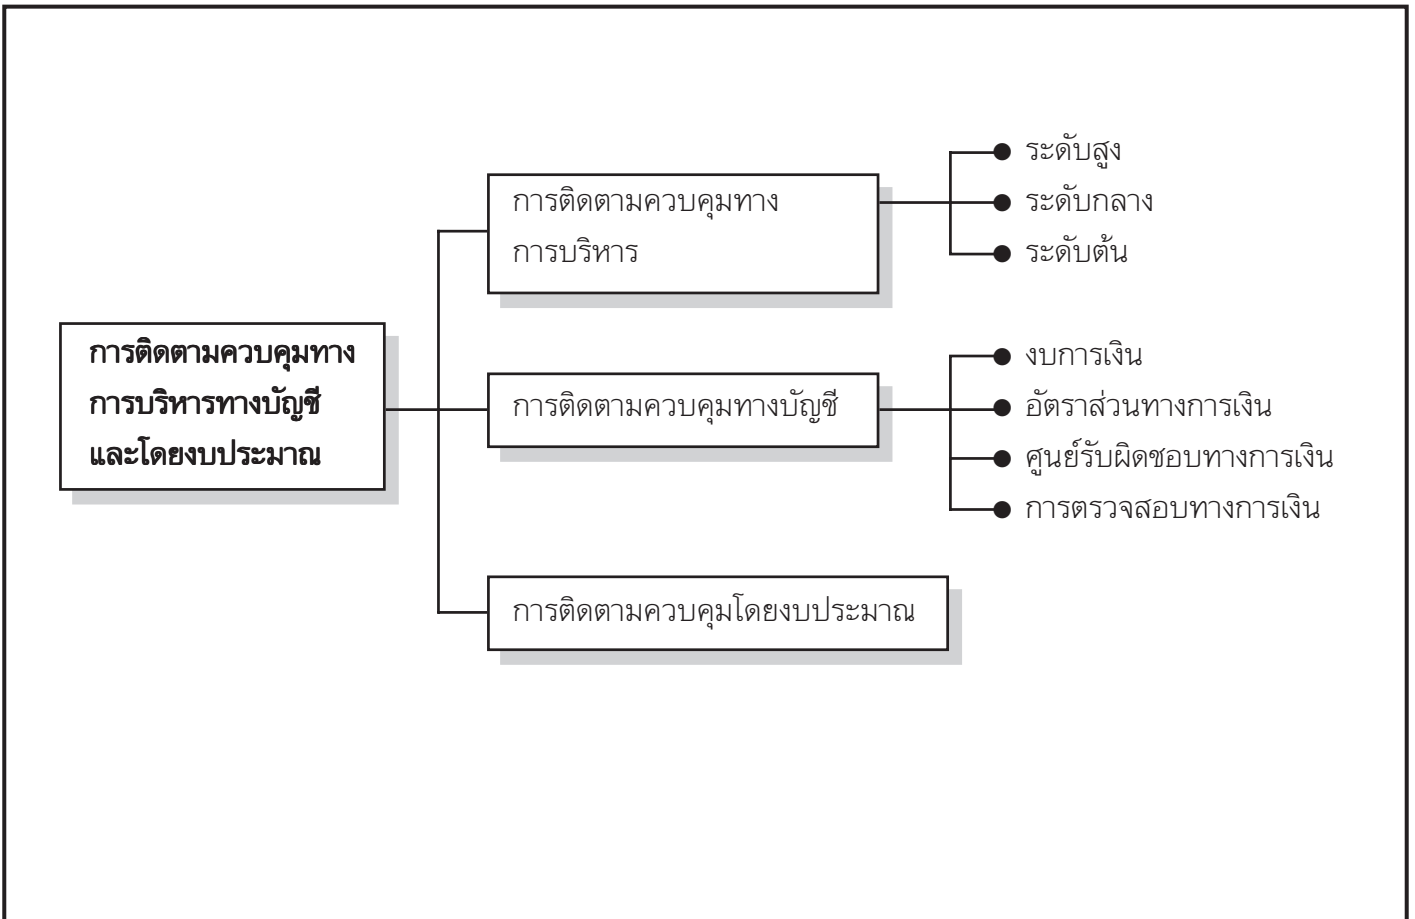 การติดตามควบคุมทาง
การบริหารทางบัญชี
และโดยงบประมาณ
การติดตามควบคุมทาง
การบริหาร
ระดับสูง
ระดับกลาง
ระดับต้น
การติดตามควบคุมทางบัญชี
งบการเงิน
อัตราส่วนทางการเงิน
ศูนย์รับผิดชอบทางการเงิน
การตรวจสอบทางการเงิน
การติดตามควบคุมโดยงบประมาณ